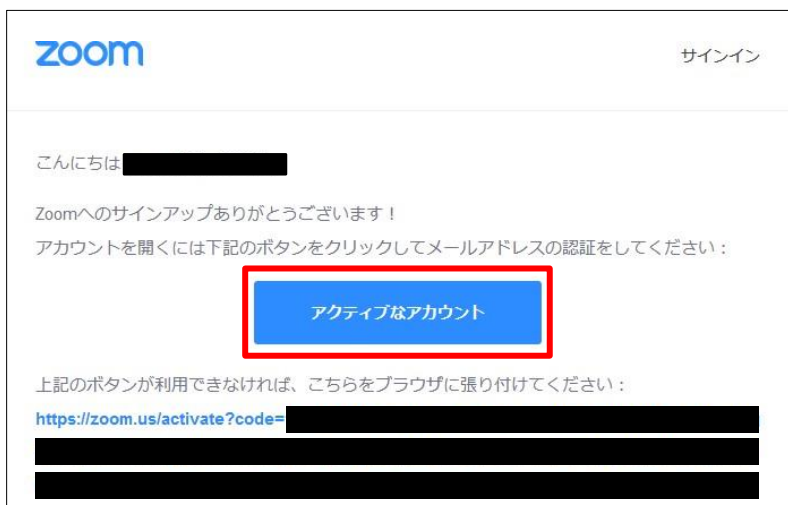 zoom
サインイン
こんにちは
Zoomへのサインアップありがとうございます！
アカウントを開くには下記のボタンをクリックしてメールアドレスの認証をしてください：
アクティブなアカウント
上記のボタンが利用できなければ、こちらをブラウザに張り付けてください：
https://zoom.us/activate?code=